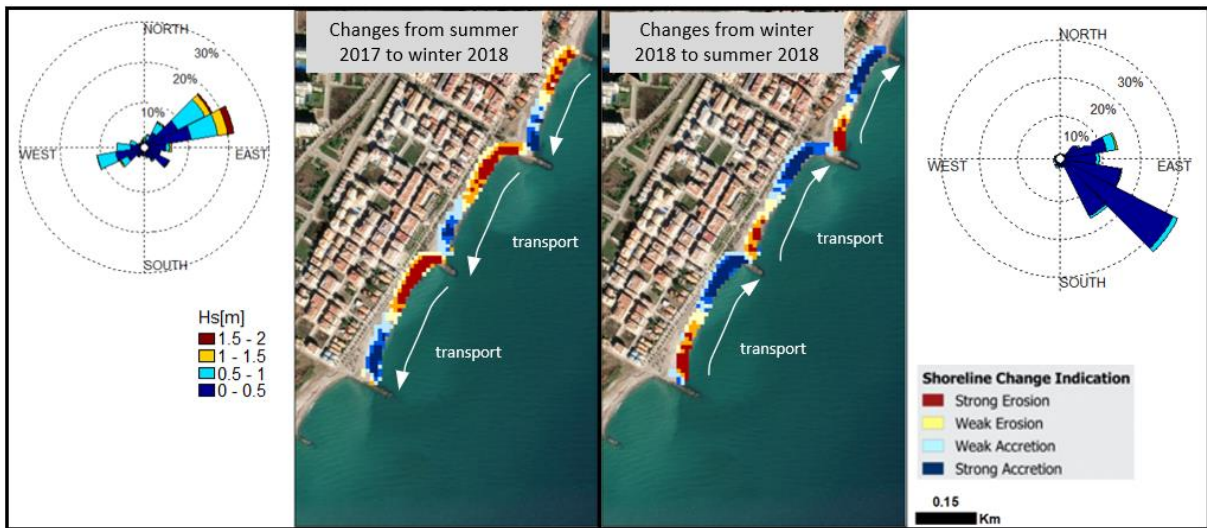 NORTH
30%
20%
10%
WEST
EAST
SOUTH
Hs[m]
1.5 - 2
1 - 1.5
0.5 - 1
0 - 0.5
Changes from summer
2017 to winter 2018
transport
transport
Changes from winter
2018 to summer 2018
transport
transport
NORTH
30%
20%
10%
WEST
EAST
SOUTH
Shoreline Change Indication
Strong Erosion
Weak Erosion
Weak Accretion
Strong Accretion
0.15
Km